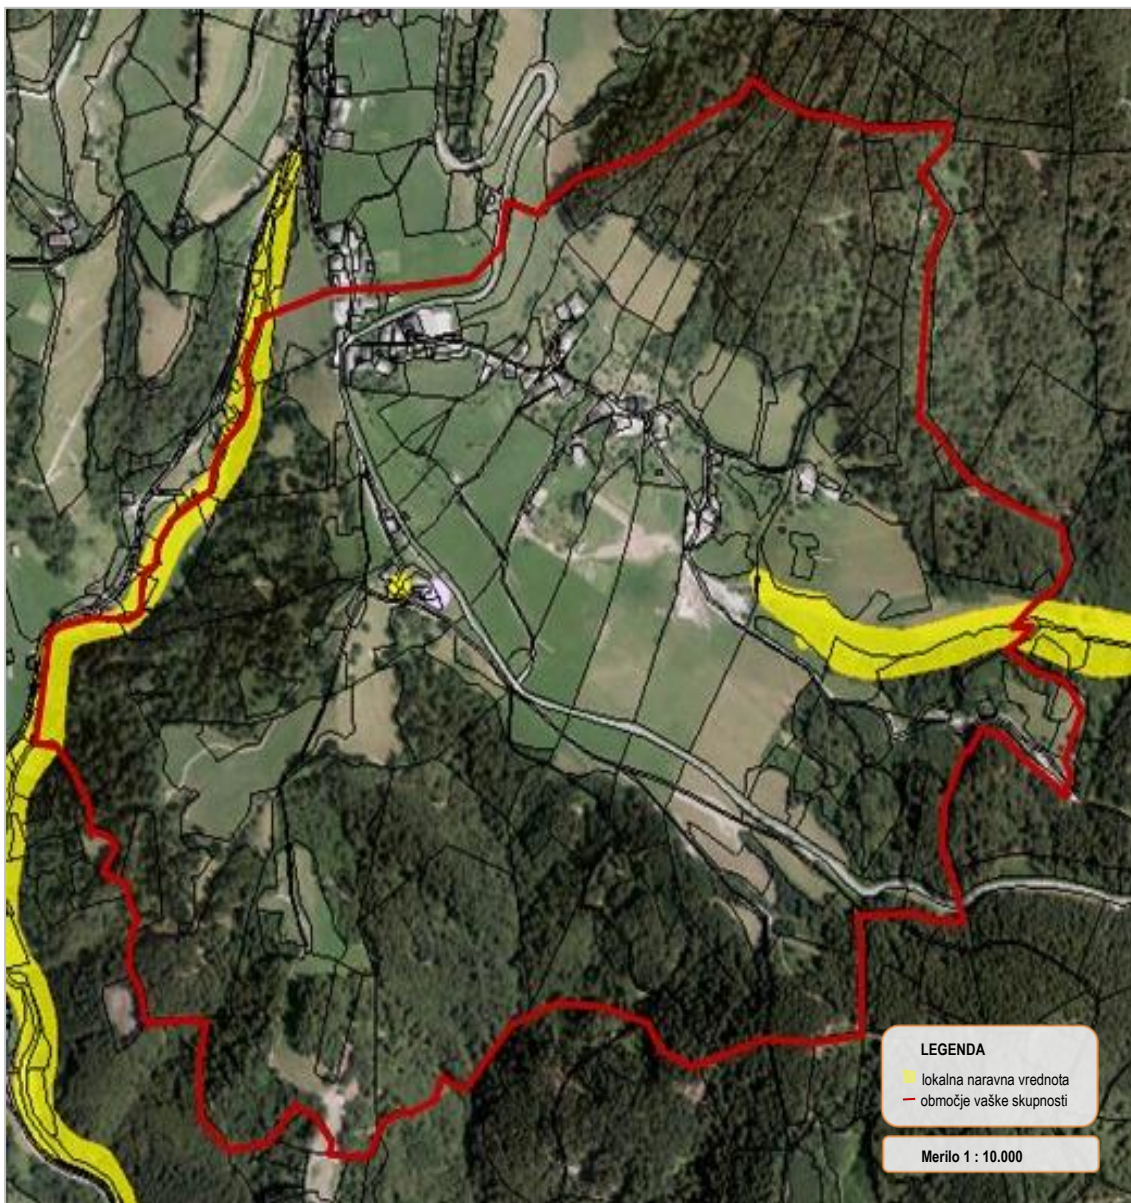 LEGENDA
lokalna naravna vrednota
območje vaške skupnosti
Merilo 1 : 10.000